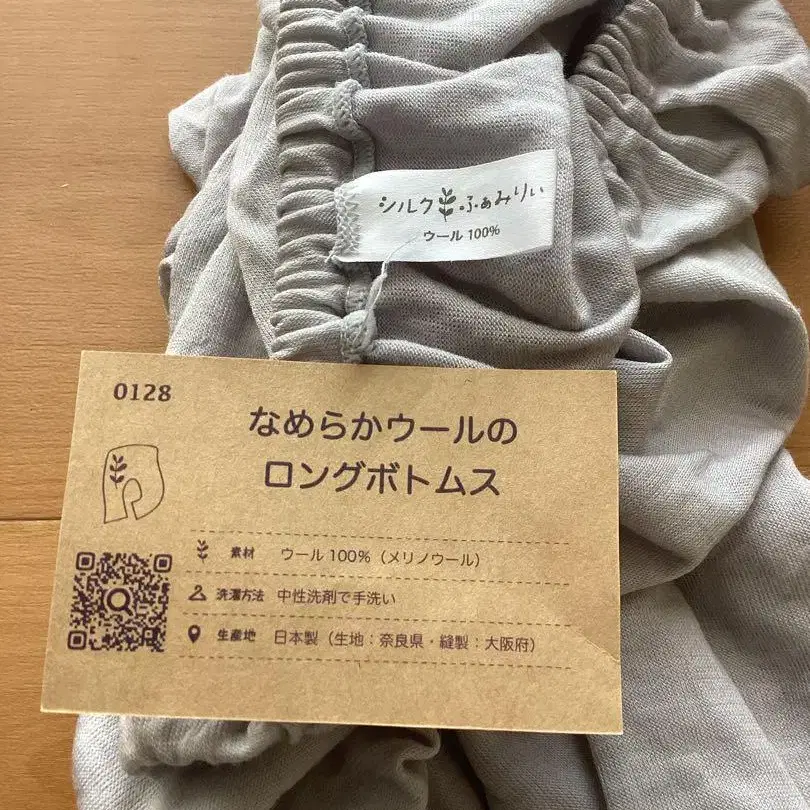 シルク ふぁみりぃ
ウール 100%
0128
なめらかウールの
ロングボトムス
素材 ウール 100%（メリノウール）
洗濯方法 中性洗剤で手洗い
生産地 日本製（生地：奈良県・縫製：大阪府）